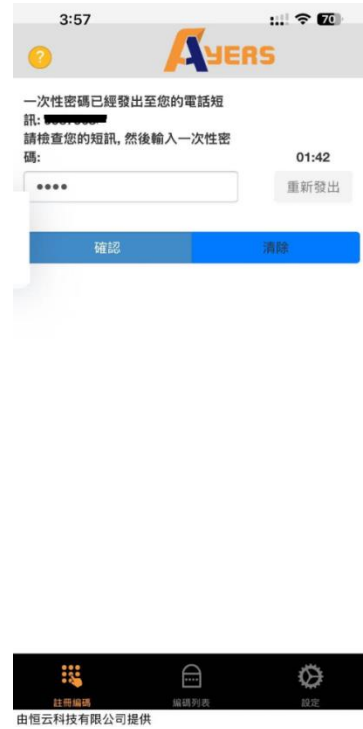 3:57
70
AYERS
一次性密碼已經發出至您的電話短
訊:
請檢查您的短訊, 然後輸入一次性密
碼:
01:42
重新發出
確認
清除
註冊編碼
編碼列表
設定
由恒云科技有限公司提供